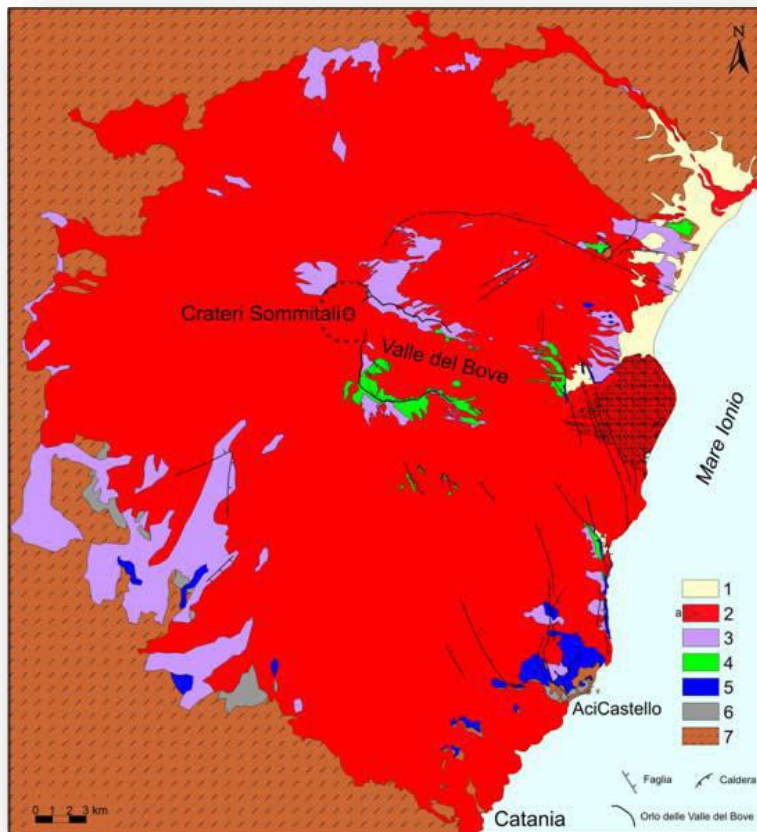 N
Crateri Sommitali
Valle del Bove
Mare Ionio
1
a 2
3
4
5
6
7
AciCastello
Faglia
Caldera
0 1 2 3 km
Catania
Orlo delle Valle del Bove